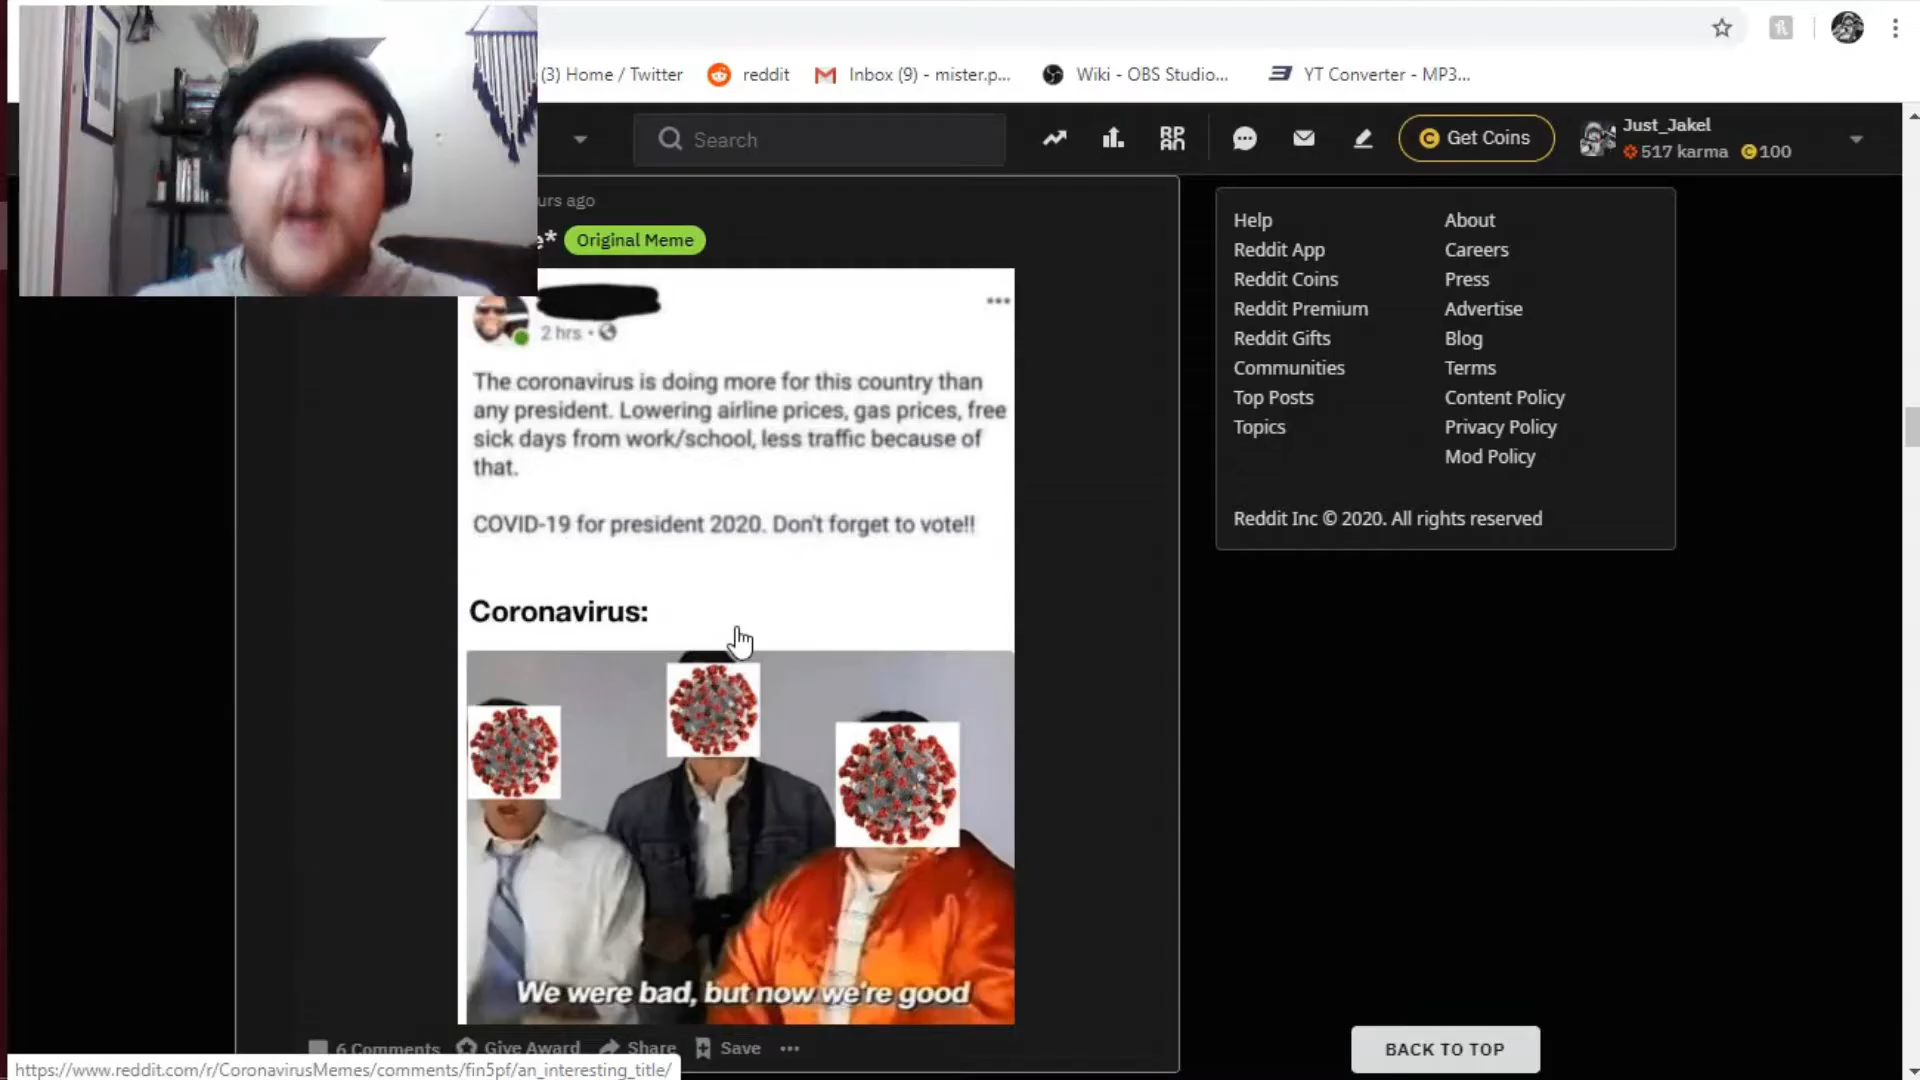 (3) Home / Twitter
reddit
Inbox (9) - mister.p...
Wiki - OBS Studio...
YT Converter - MP3...
Search
RPAN
Get Coins
Just_Jakel
517 karma
100
urs ago
e*
Original Meme
2 hrs
The coronavirus is doing more for this country than
any president. Lowering airline prices, gas prices, free
sick days from work/school, less traffic because of
that.
COVID-19 for president 2020. Don't forget to vote!!
Coronavirus:
We were bad, but now we're good
6 Comments
Give Award
Share
Save
Help
Reddit App
Reddit Coins
Reddit Premium
Reddit Gifts
Communities
Top Posts
Topics
About
Careers
Press
Advertise
Blog
Terms
Content Policy
Privacy Policy
Mod Policy
Reddit Inc © 2020. All rights reserved
BACK TO TOP
https://www.reddit.com/r/CoronavirusMemes/comments/fin5pf/an_interesting_title/